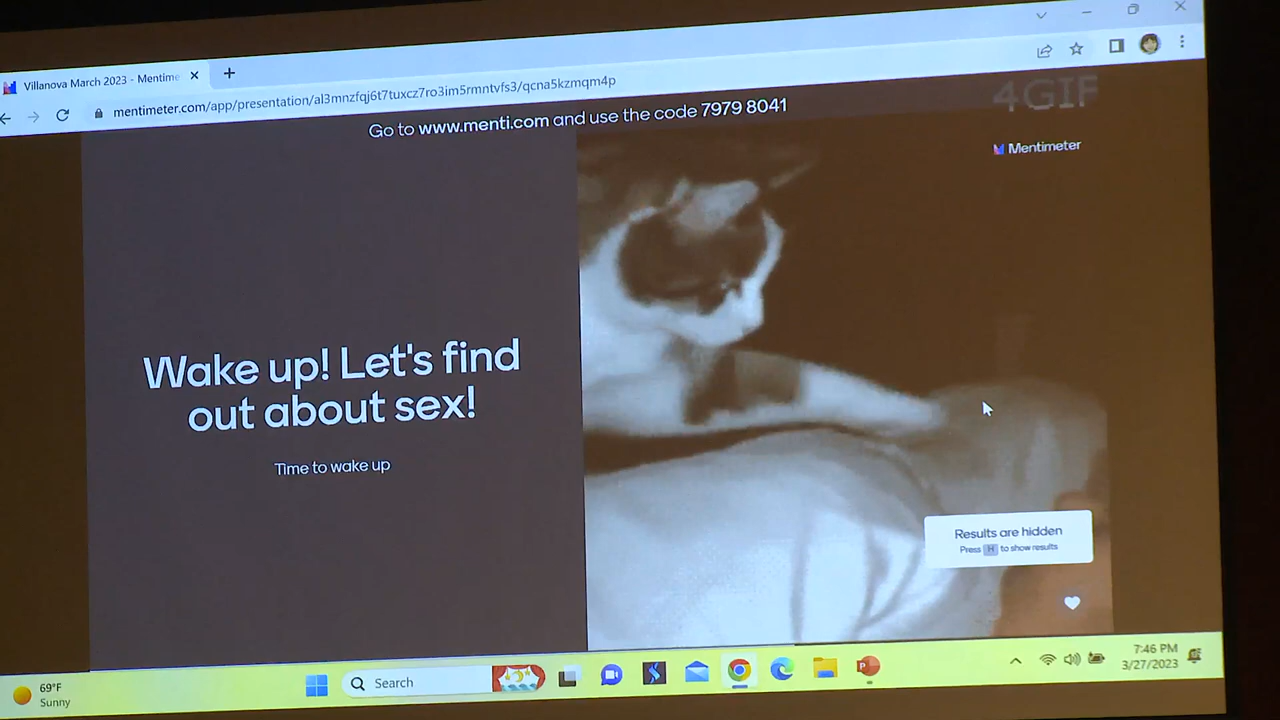 Villanova March 2023 - Mentime
mentimeter.com/app/presentation/al3mnzfqj6t7tuxcz7ro3im5rmntvfs3/qcna5kzmqm4p
Go to www.menti.com and use the code 7979 8041
4GIF
Mentimeter
Wake up! Let's find
out about sex!
Time to wake up
Results are hidden
Press H to show results
69°F
Sunny
Search
7:46 PM
3/27/2023